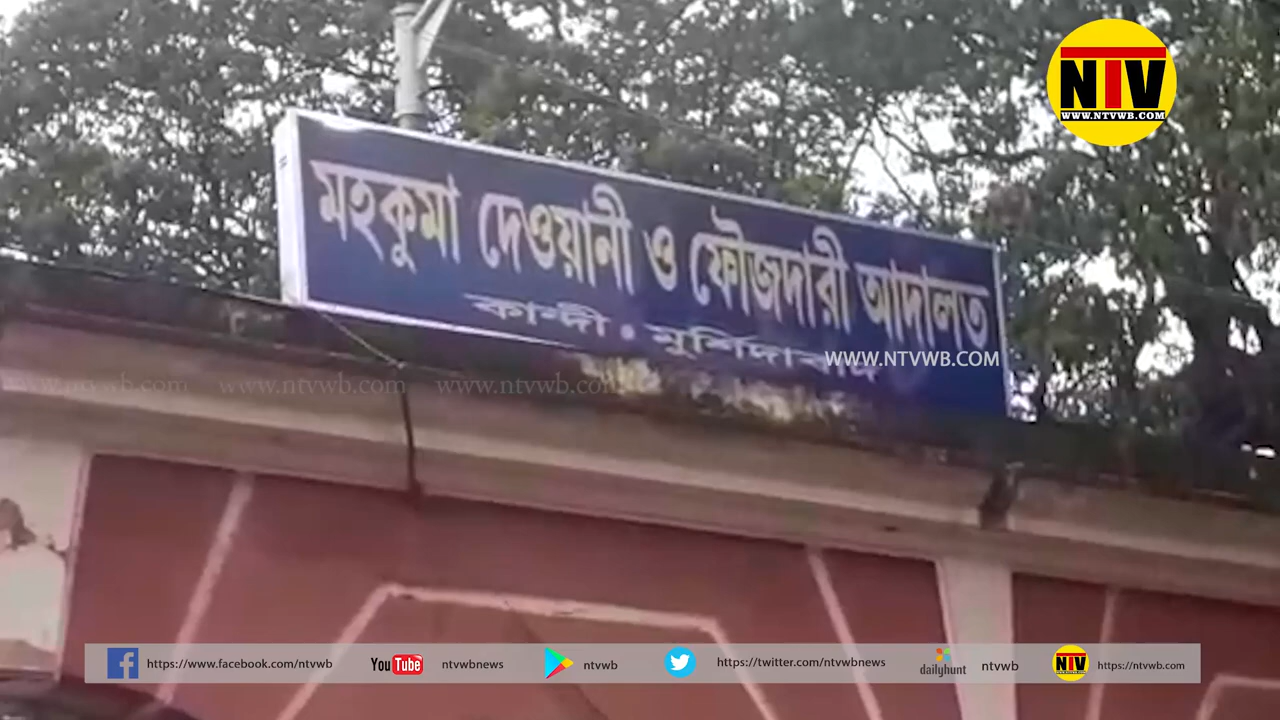 NTV
WWW.NTVWB.COM
মহকুমা দেওয়ানী ও ফৌজদারী আদালত
কান্দী • মুর্শিদাবাদ
WWW.NTVWB.COM
www.ntvwb.com www.ntvwb.com www.ntvwb.com
https://www.facebook.com/ntvwb YouTube ntvwbnews ntvwb https://twitter.com/ntvwbnews dailyhunt ntvwb NTV https://ntvwb.com